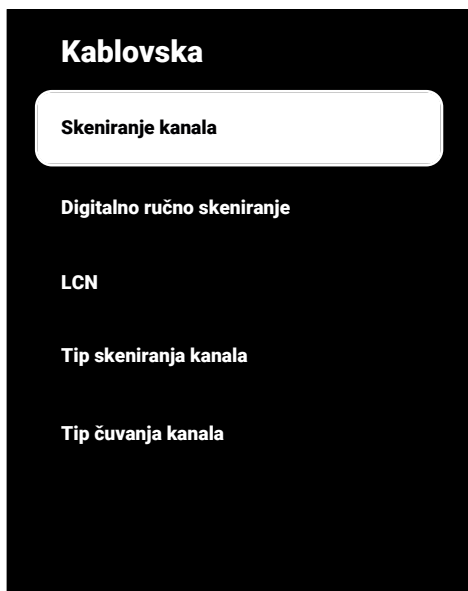 Kablovska
Skeniranje kanala
Digitalno ručno skeniranje
LCN
Tip skeniranja kanala
Tip čuvanja kanala